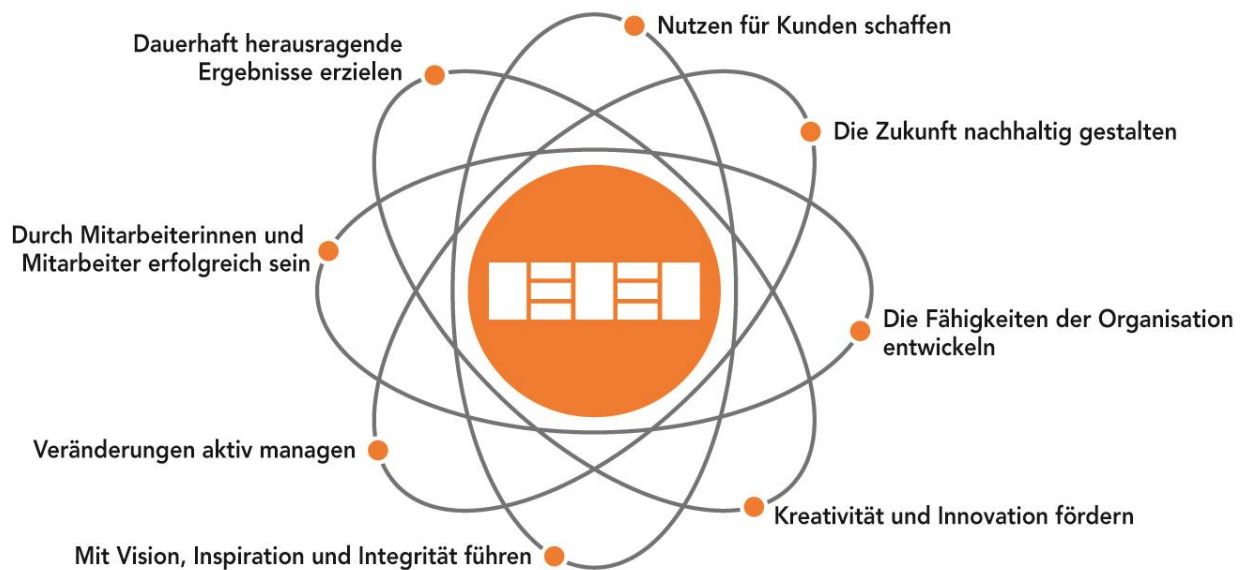 Nutzen für Kunden schaffen
Die Zukunft nachhaltig gestalten
Die Fähigkeiten der Organisation
entwickeln
Kreativität und Innovation fördern
Mit Vision, Inspiration und Integrität führen
Veränderungen aktiv managen
Durch Mitarbeiterinnen und
Mitarbeiter erfolgreich sein
Dauerhaft herausragende
Ergebnisse erzielen